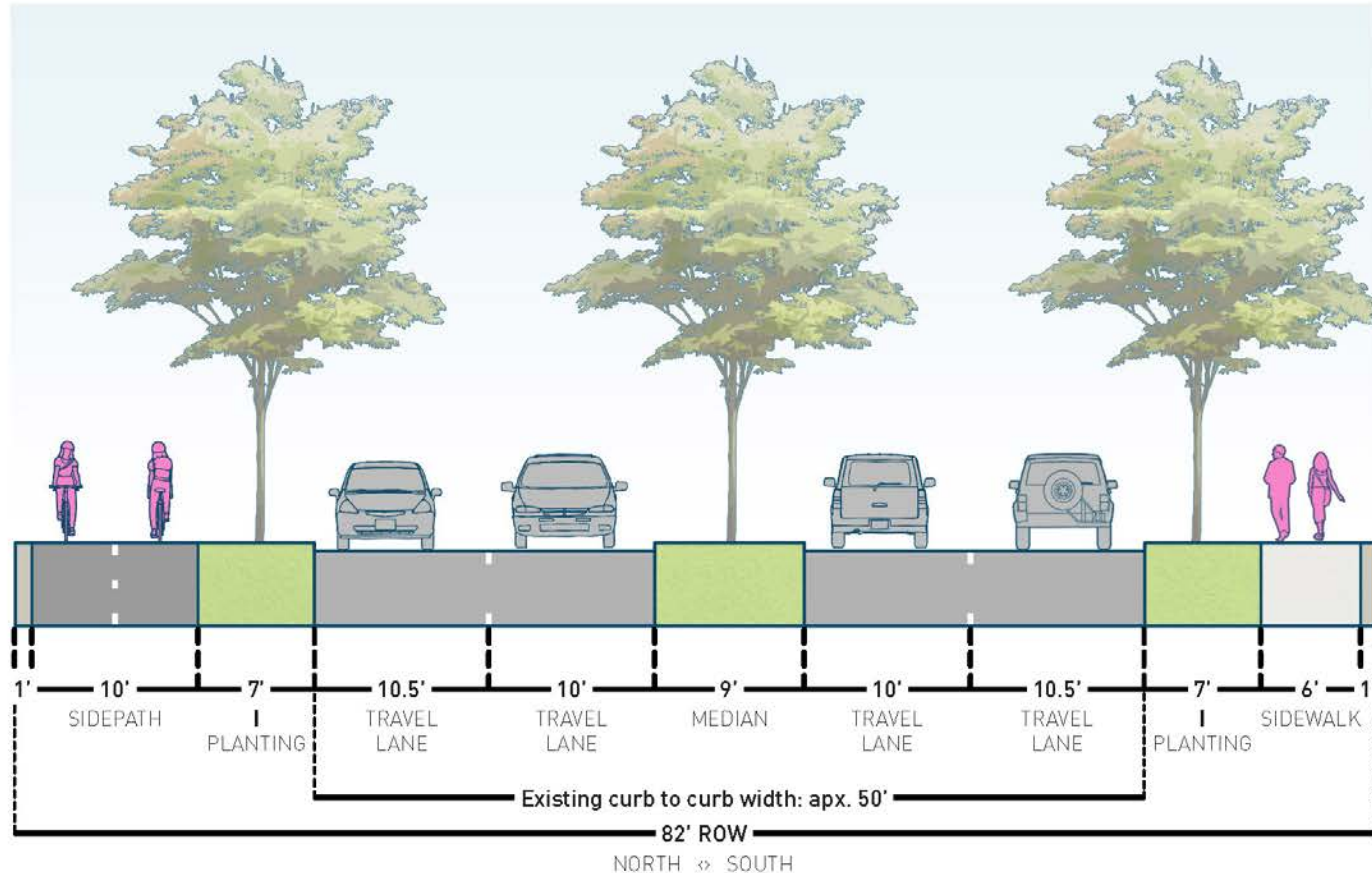 1' 10' 7' 10.5' 10' 9' 10' 10.5' 7' 6' 1
SIDEPATH
PLANTING
TRAVEL
LANE
TRAVEL
LANE
MEDIAN
TRAVEL
LANE
TRAVEL
LANE
PLANTING
SIDEWALK
Existing curb to curb width: apx. 50'
82' ROW
NORTH <> SOUTH